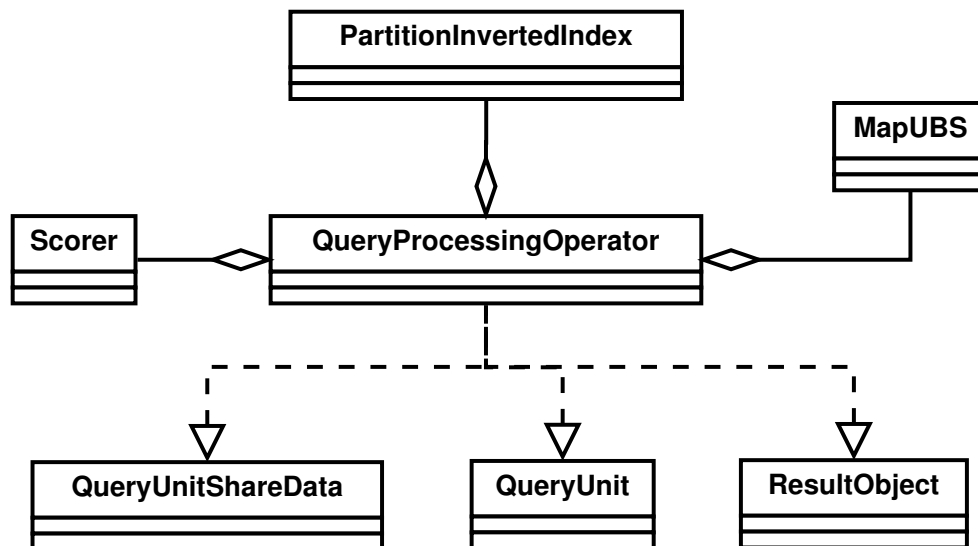 PartitionInvertedIndex
MapUBS
Scorer
QueryProcessingOperator
QueryUnitShareData
QueryUnit
ResultObject